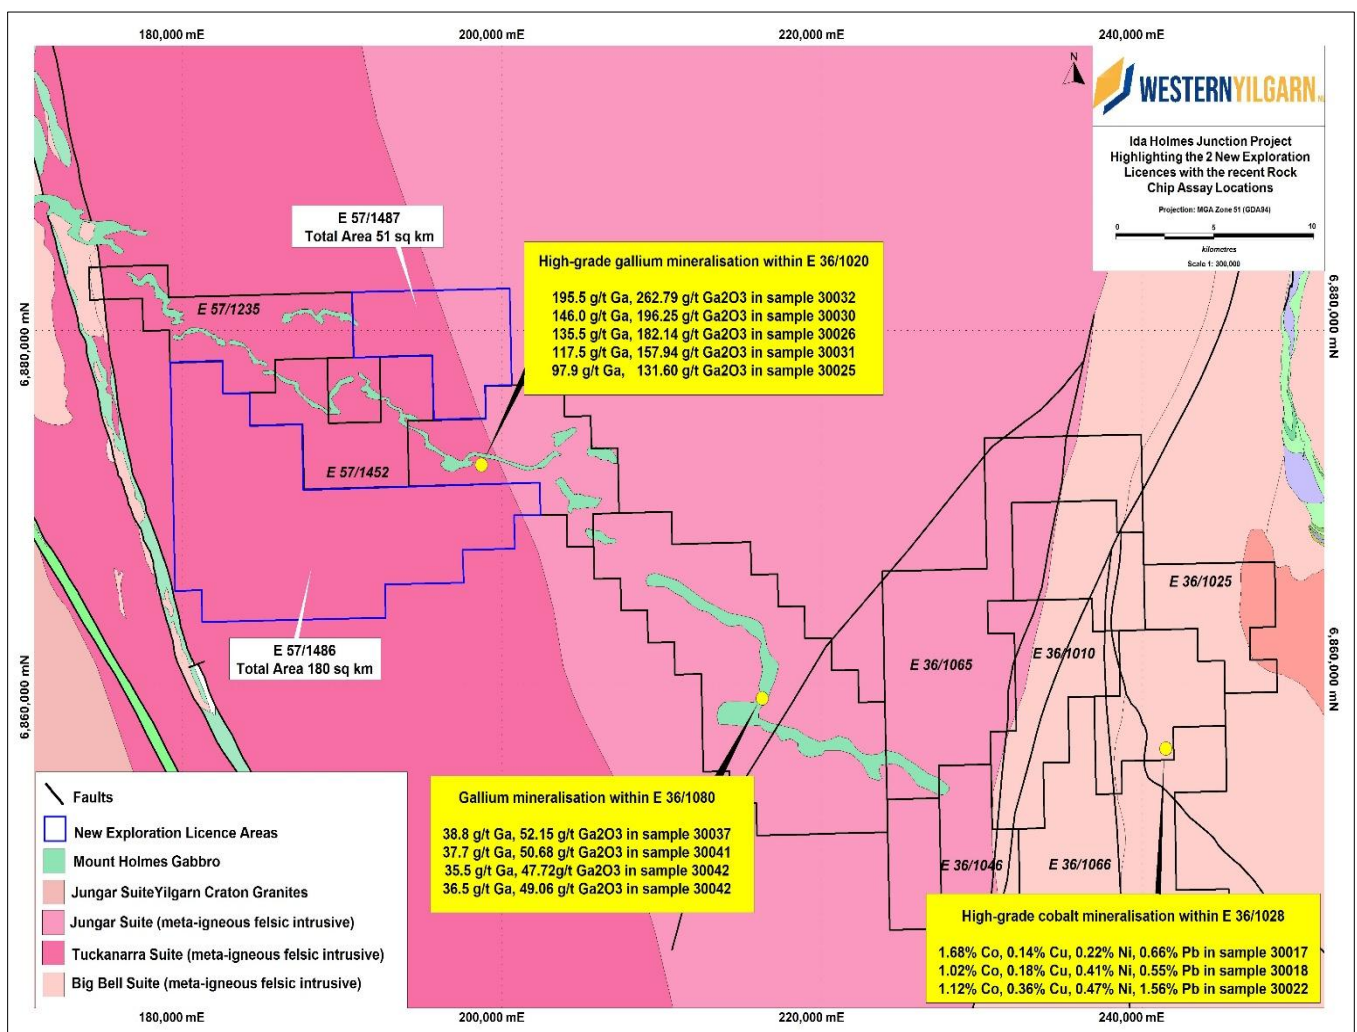 180,000 mE
200,000 mE
220,000 mE
240,000 mE
N
WESTERNYILGARN NL
Ida Holmes Junction Project
Highlighting the 2 New Exploration
Licences with the recent Rock
Chip Assay Locations
Projection: MGA Zone 51 (GDA94)
0 5 10
kilometres
Scale 1: 300,000
E 57/1487
Total Area 51 sq km
High-grade gallium mineralisation within E 36/1020
195.5 g/t Ga, 262.79 g/t Ga2O3 in sample 30032
146.0 g/t Ga, 196.25 g/t Ga2O3 in sample 30030
135.5 g/t Ga, 182.14 g/t Ga2O3 in sample 30026
117.5 g/t Ga, 157.94 g/t Ga2O3 in sample 30031
97.9 g/t Ga, 131.60 g/t Ga2O3 in sample 30025
6,880,000 mN
6,880,000 mN
E 57/1235
E 57/1452
E 36/1025
E 57/1486
Total Area 180 sq km
E 36/1065
E 36/1010
6,860,000 mN
6,860,000 mN
Gallium mineralisation within E 36/1080
38.8 g/t Ga, 52.15 g/t Ga2O3 in sample 30037
37.7 g/t Ga, 50.68 g/t Ga2O3 in sample 30041
35.5 g/t Ga, 47.72g/t Ga2O3 in sample 30042
36.5 g/t Ga, 49.06 g/t Ga2O3 in sample 30042
E 36/1046
E 36/1066
High-grade cobalt mineralisation within E 36/1028
1.68% Co, 0.14% Cu, 0.22% Ni, 0.66% Pb in sample 30017
1.02% Co, 0.18% Cu, 0.41% Ni, 0.55% Pb in sample 30018
1.12% Co, 0.36% Cu, 0.47% Ni, 1.56% Pb in sample 30022
Faults
New Exploration Licence Areas
Mount Holmes Gabbro
Jungar SuiteYilgarn Craton Granites
Jungar Suite (meta-igneous felsic intrusive)
Tuckanarra Suite (meta-igneous felsic intrusive)
Big Bell Suite (meta-igneous felsic intrusive)
180,000 mE
200,000 mE
220,000 mE
240,000 mE